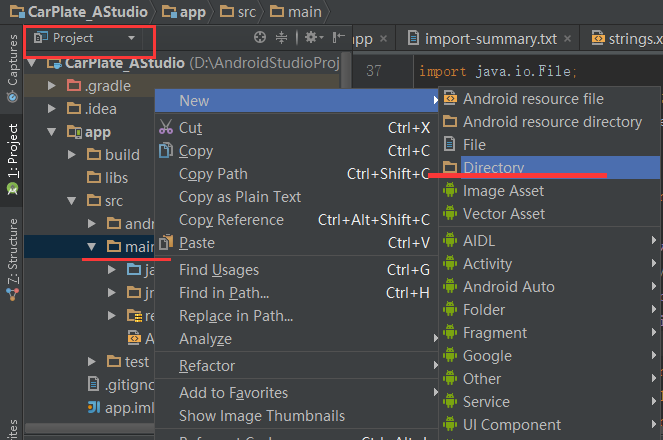 CarPlate_AStudio app src main
Project
app import-summary.txt strings.x
CarPlate_AStudio (D:\AndroidStudioProj
37 import java.io.File;
.gradle
.idea
app
build
libs
src
andr
main
ja
jn
re
A
test
.gitignc
app.iml
Captures
1: Project
7: Structure
New
Cut Ctrl+X
Copy Ctrl+C
Copy Path Ctrl+Shift+C
Copy as Plain Text
Copy Reference Ctrl+Alt+Shift+C
Paste Ctrl+V
Find Usages Ctrl+G
Find in Path... Ctrl+H
Replace in Path...
Analyze
Refactor
Add to Favorites
Show Image Thumbnails
Android resource file
Android resource directory
File
Directory
Image Asset
Vector Asset
AIDL
Activity
Android Auto
Folder
Fragment
Google
Other
Service
UI Component